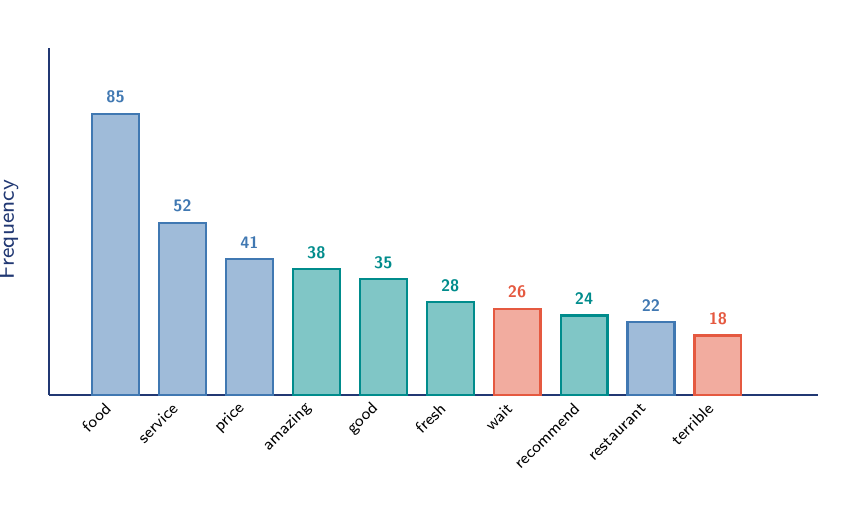 Frequency
85
52
41
38
35
28
26
24
22
18
food
service
price
amazing
good
fresh
wait
recommend
restaurant
terrible